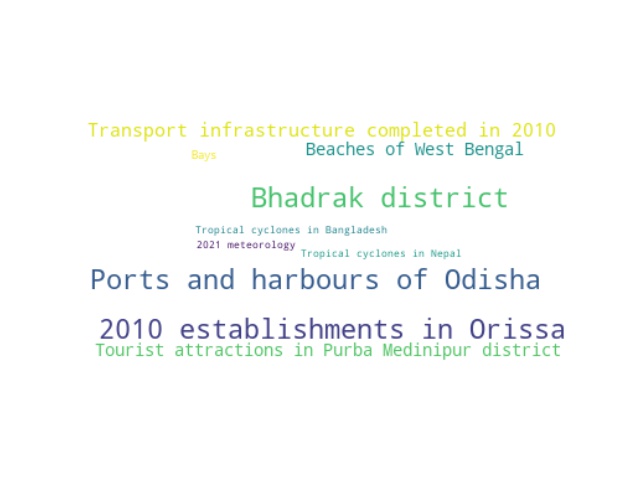 Transport infrastructure completed in 2010
Beaches of West Bengal
Bays
Bhadrak district
Tropical cyclones in Bangladesh
2021 meteorology
Tropical cyclones in Nepal
Ports and harbours of Odisha
2010 establishments in Orissa
Tourist attractions in Purba Medinipur district